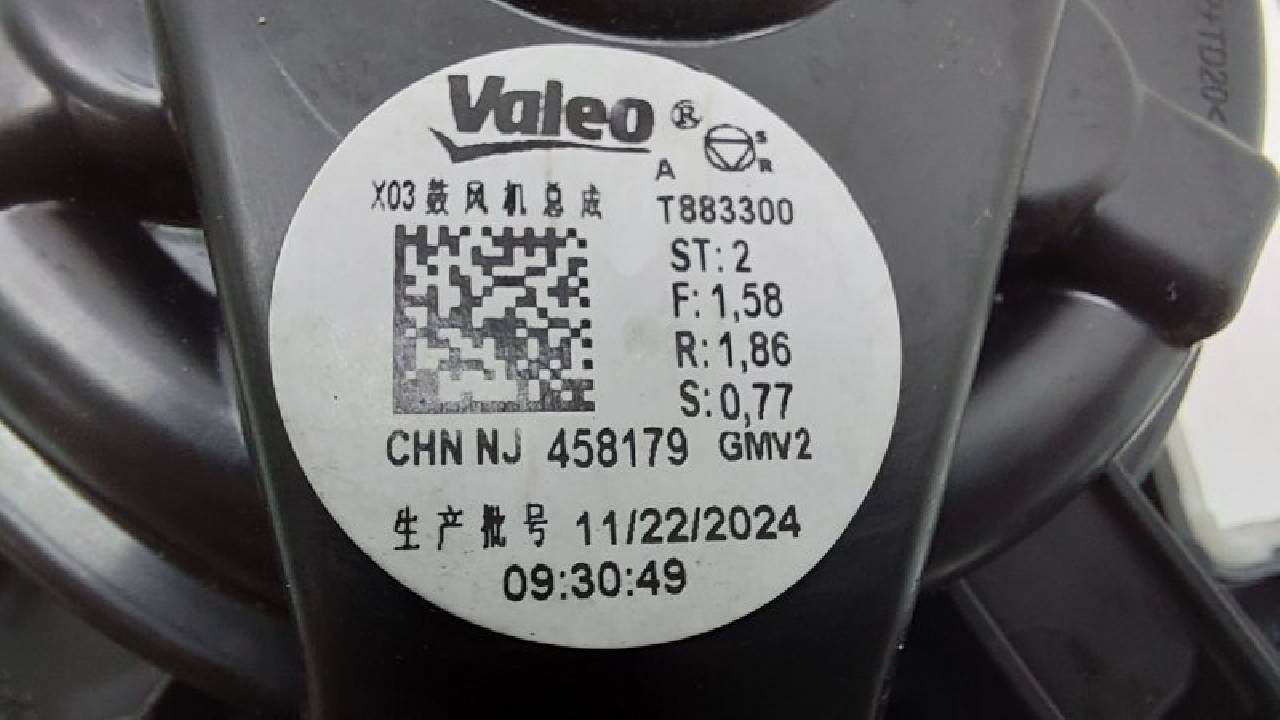 Valeo ®
S
A R
X03 鼓风机总成 T883300
ST: 2
F: 1,58
R: 1,86
S: 0,77
CHN NJ 458179 GMV2
生产批号 11/22/2024
09:30:49
TD20<